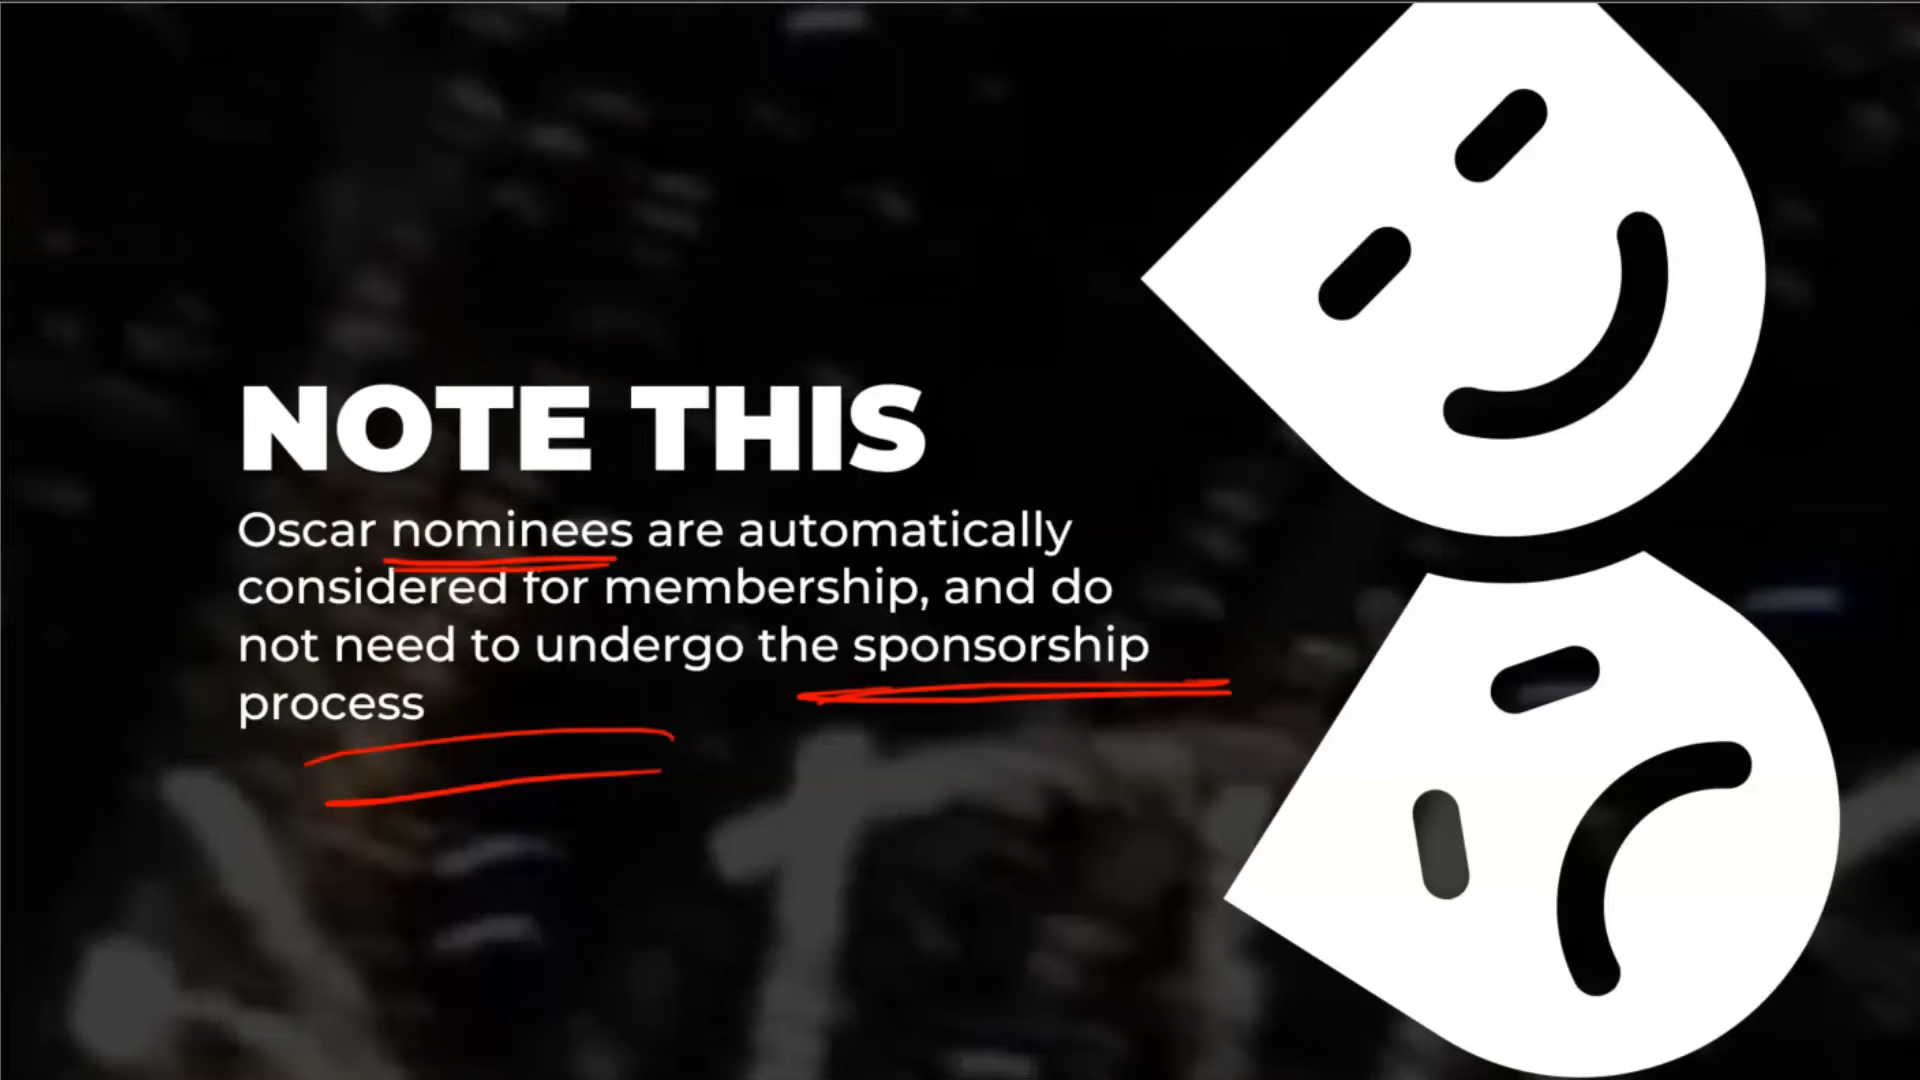 NOTE THIS
Oscar nominees are automatically
considered for membership, and do
not need to undergo the sponsorship
process